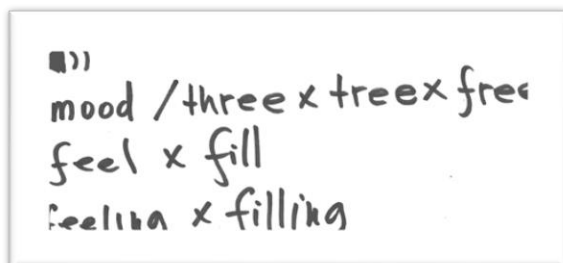 mood / three x tree x free
feel x fill
feeling x filling